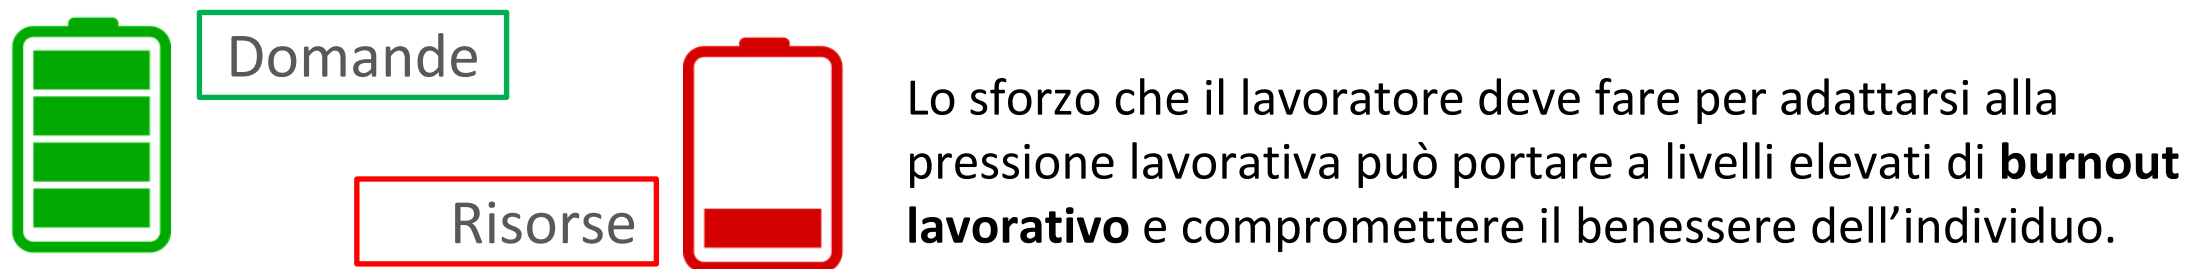 Domande
Risorse
Lo sforzo che il lavoratore deve fare per adattarsi alla
pressione lavorativa può portare a livelli elevati di burnout
lavorativo e compromettere il benessere dell’individuo.